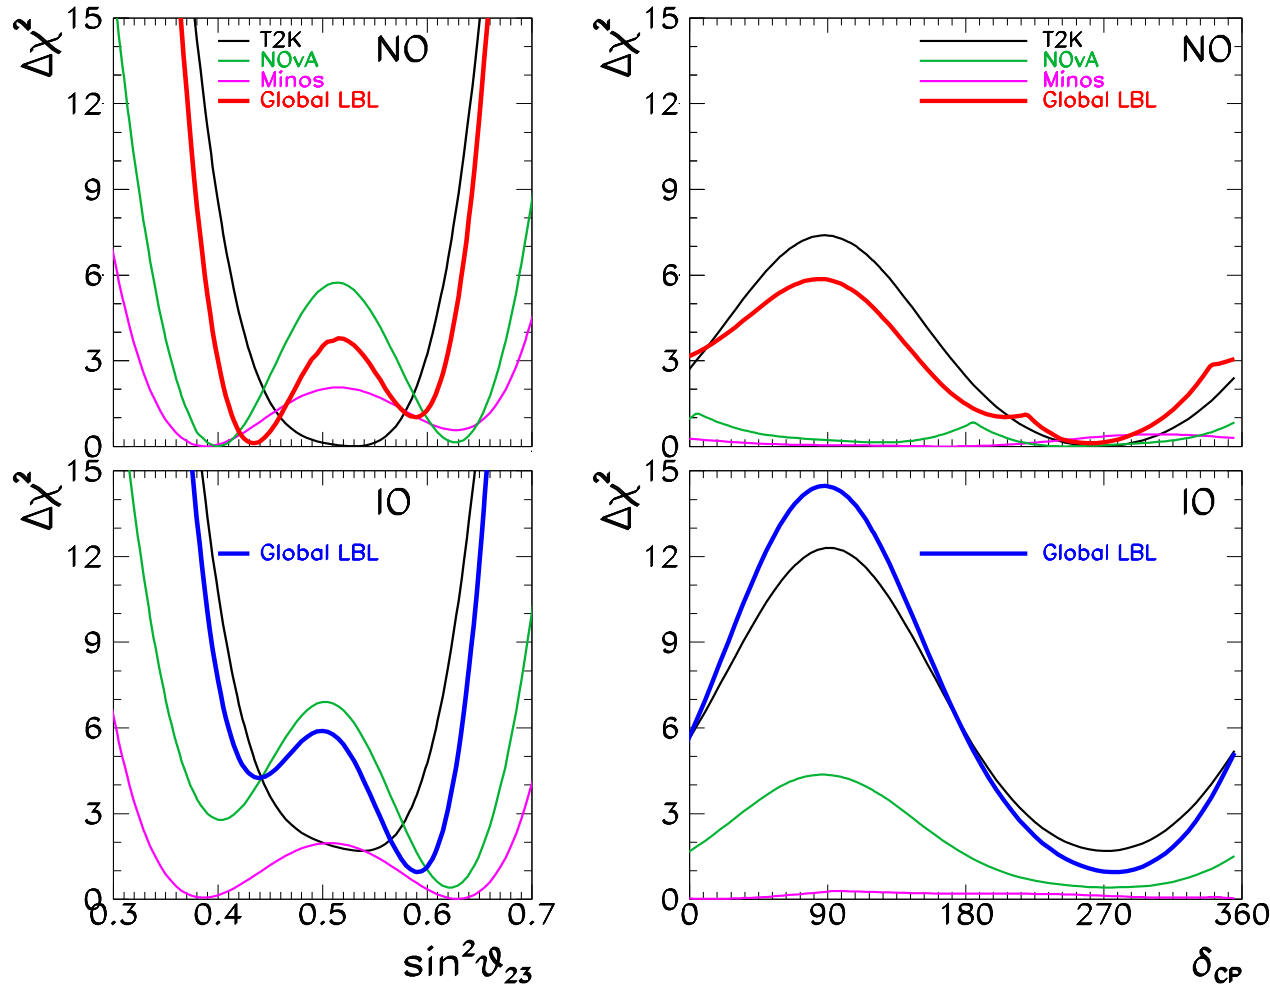 15
12
9
6
3
0
Δχ²
T2K
NOvA
Minos
Global LBL
NO
15
12
9
6
3
0
Δχ²
T2K
NOvA
Minos
Global LBL
NO
15
12
9
6
3
0
Δχ²
Global LBL
IO
0.3 0.4 0.5 0.6 0.7
sin²ϑ₂₃
15
12
9
6
3
0
Δχ²
Global LBL
IO
0 90 180 270 360
δCP